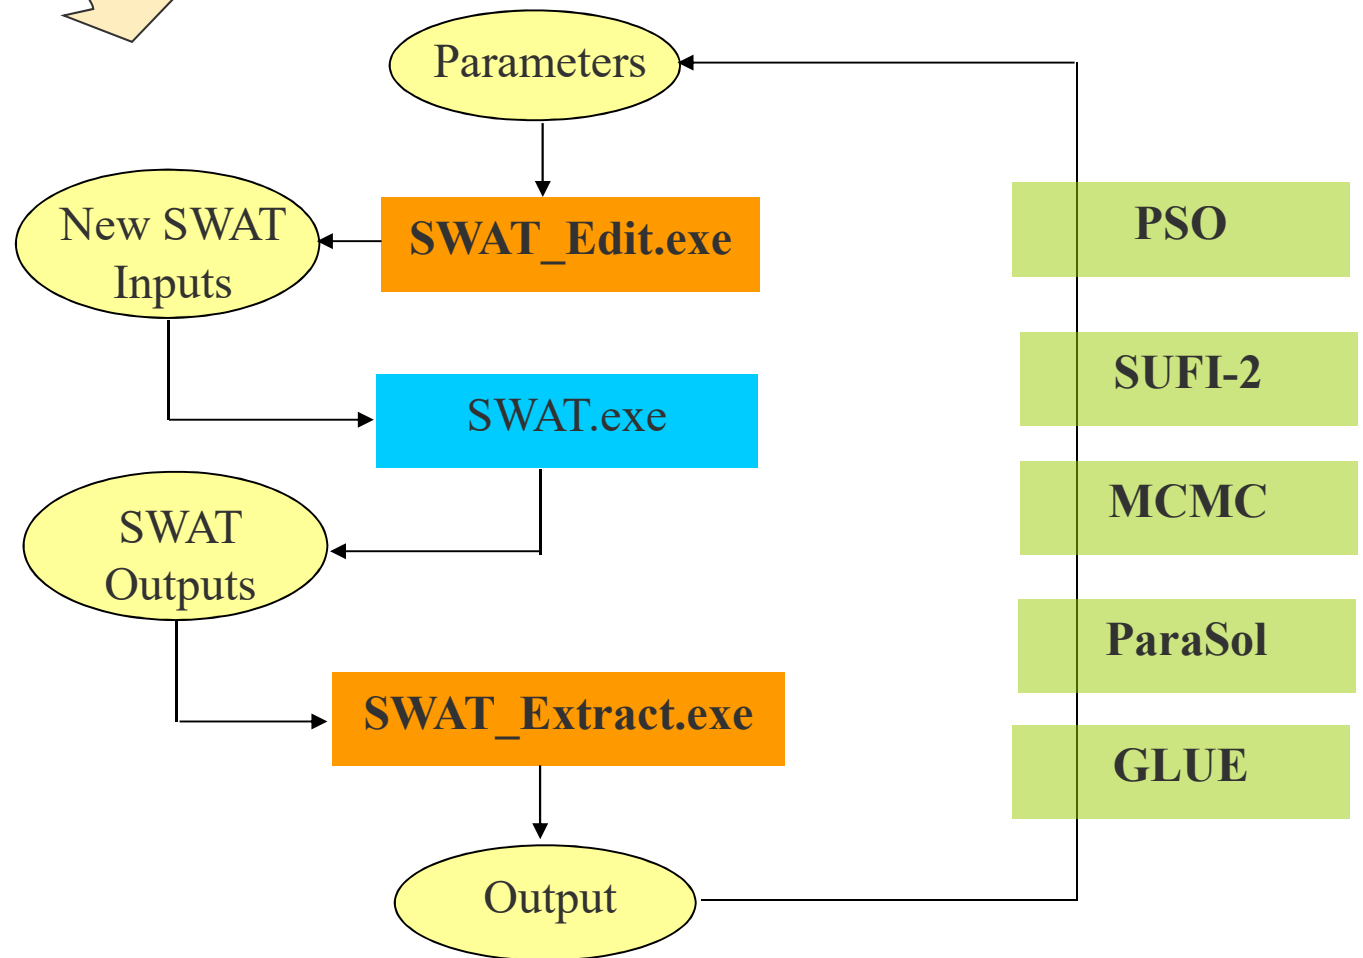 Parameters
New SWAT
Inputs
SWAT_Edit.exe
SWAT.exe
SWAT
Outputs
SWAT_Extract.exe
Output
PSO
SUFI-2
MCMC
ParaSol
GLUE